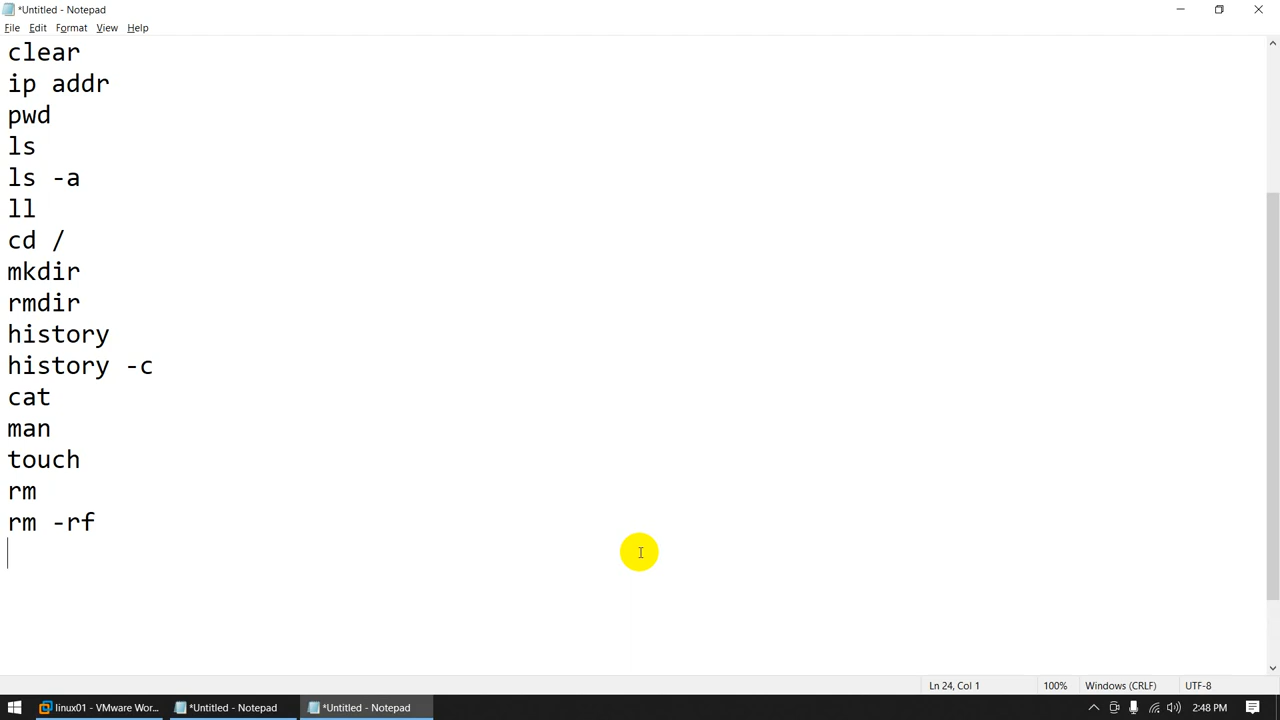 *Untitled - Notepad
File Edit Format View Help
clear
ip addr
pwd
ls
ls -a
ll
cd /
mkdir
rmdir
history
history -c
cat
man
touch
rm
rm -rf
Ln 24, Col 1 100% Windows (CRLF) UTF-8
linux01 - VMware Wor... *Untitled - Notepad *Untitled - Notepad 2:48 PM